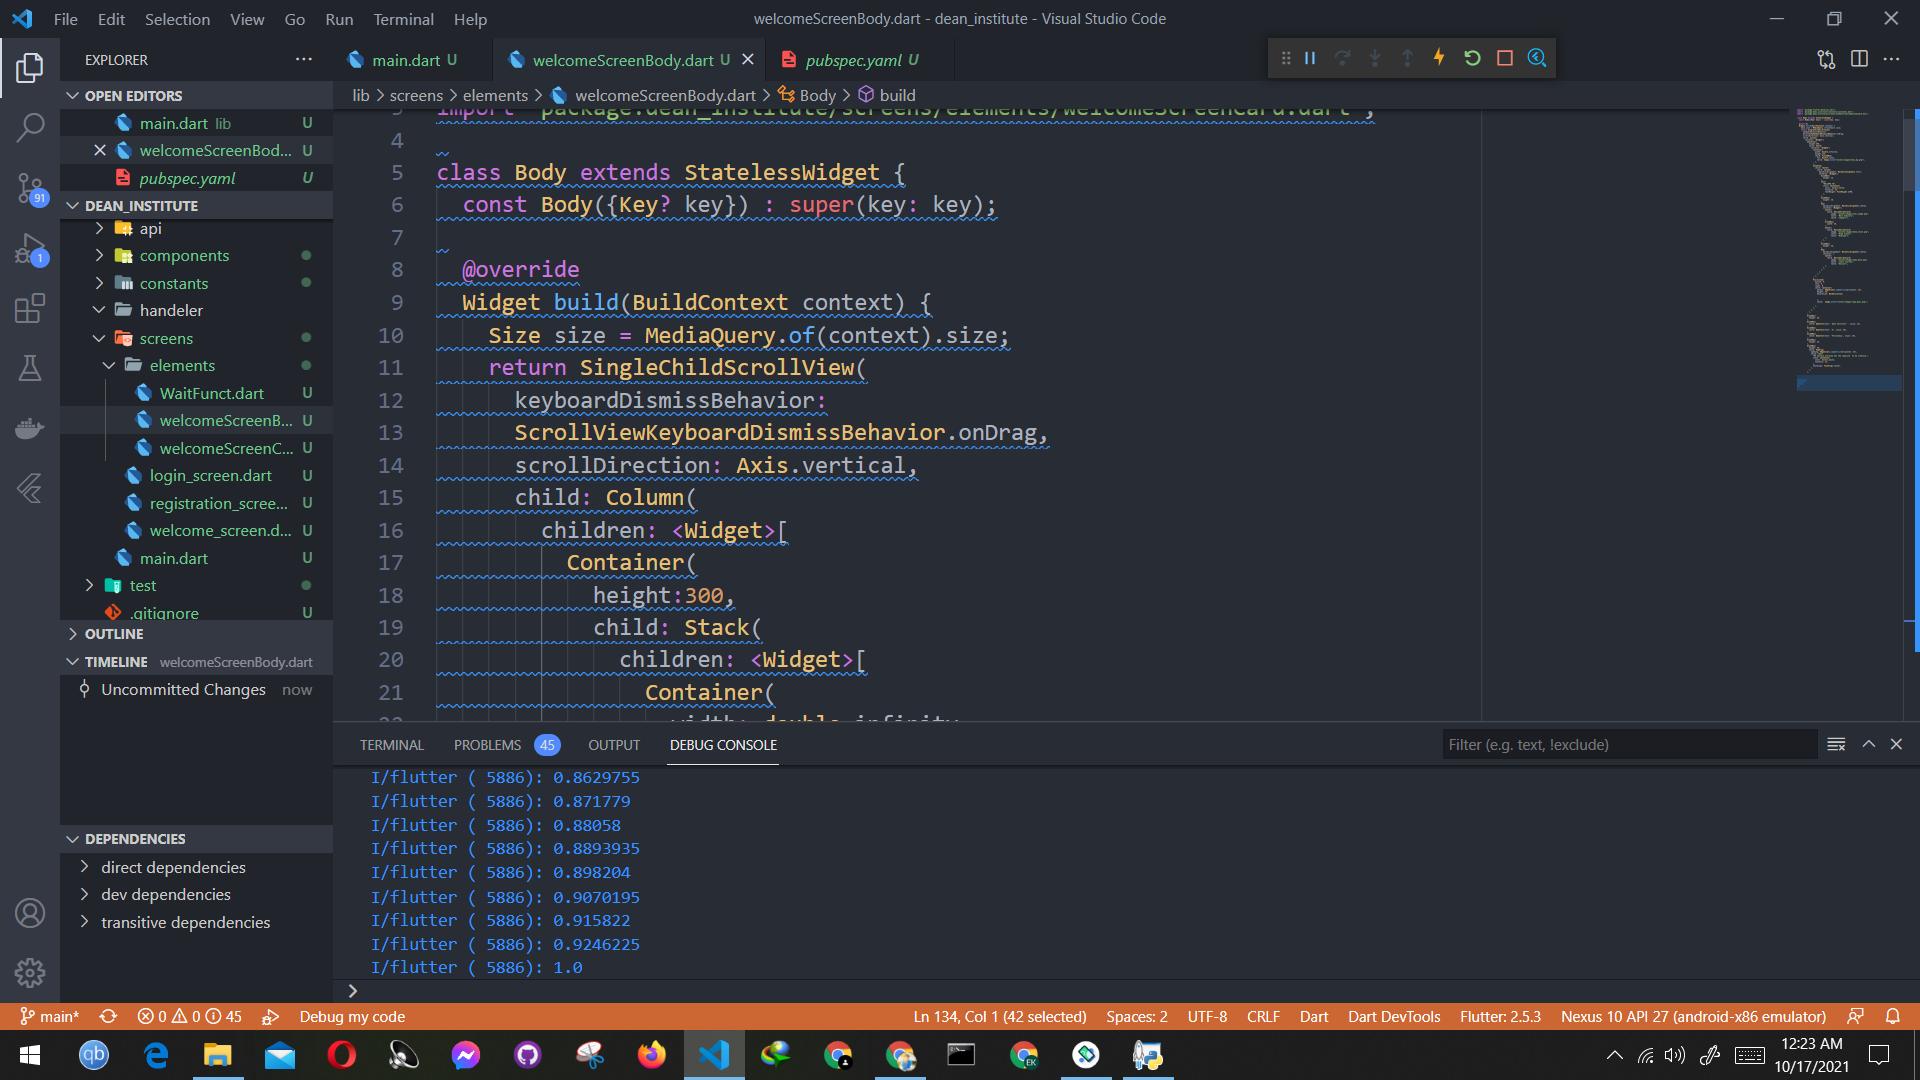 File Edit Selection View Go Run Terminal Help
welcomeScreenBody.dart - dean_institute - Visual Studio Code
EXPLORER
main.dart U
welcomeScreenBody.dart U
pubspec.yaml U
OPEN EDITORS
main.dart lib U
welcomeScreenBod... U
pubspec.yaml U
DEAN_INSTITUTE
api
components
constants
handeler
screens
elements
WaitFunct.dart U
welcomeScreenB... U
welcomeScreenC... U
login_screen.dart U
registration_scree... U
welcome_screen.d... U
main.dart U
test
.gitignore U
OUTLINE
TIMELINE welcomeScreenBody.dart
Uncommitted Changes now
DEPENDENCIES
direct dependencies
dev dependencies
transitive dependencies
91
1
lib > screens > elements > welcomeScreenBody.dart > Body > build
3 import 'package:dean_institute/screens/elements/welcomeScreenCard.dart';
4
5 class Body extends StatelessWidget {
6 const Body({Key? key}) : super(key: key);
7
8 @override
9 Widget build(BuildContext context) {
10 Size size = MediaQuery.of(context).size;
11 return SingleChildScrollView(
12 keyboardDismissBehavior:
13 ScrollViewKeyboardDismissBehavior.onDrag,
14 scrollDirection: Axis.vertical,
15 child: Column(
16 children: <Widget>[
17 Container(
18 height:300,
19 child: Stack(
20 children: <Widget>[
21 Container(
22 width: double.infinity,
TERMINAL PROBLEMS 45 OUTPUT DEBUG CONSOLE
Filter (e.g. text, !exclude)
I/flutter ( 5886): 0.8629755
I/flutter ( 5886): 0.871779
I/flutter ( 5886): 0.88058
I/flutter ( 5886): 0.8893935
I/flutter ( 5886): 0.898204
I/flutter ( 5886): 0.9070195
I/flutter ( 5886): 0.915822
I/flutter ( 5886): 0.9246225
I/flutter ( 5886): 1.0
main* 0 0 45 Debug my code
Ln 134, Col 1 (42 selected) Spaces: 2 UTF-8 CRLF Dart Dart DevTools Flutter: 2.5.3 Nexus 10 API 27 (android-x86 emulator)
qb
EK
12:23 AM
10/17/2021